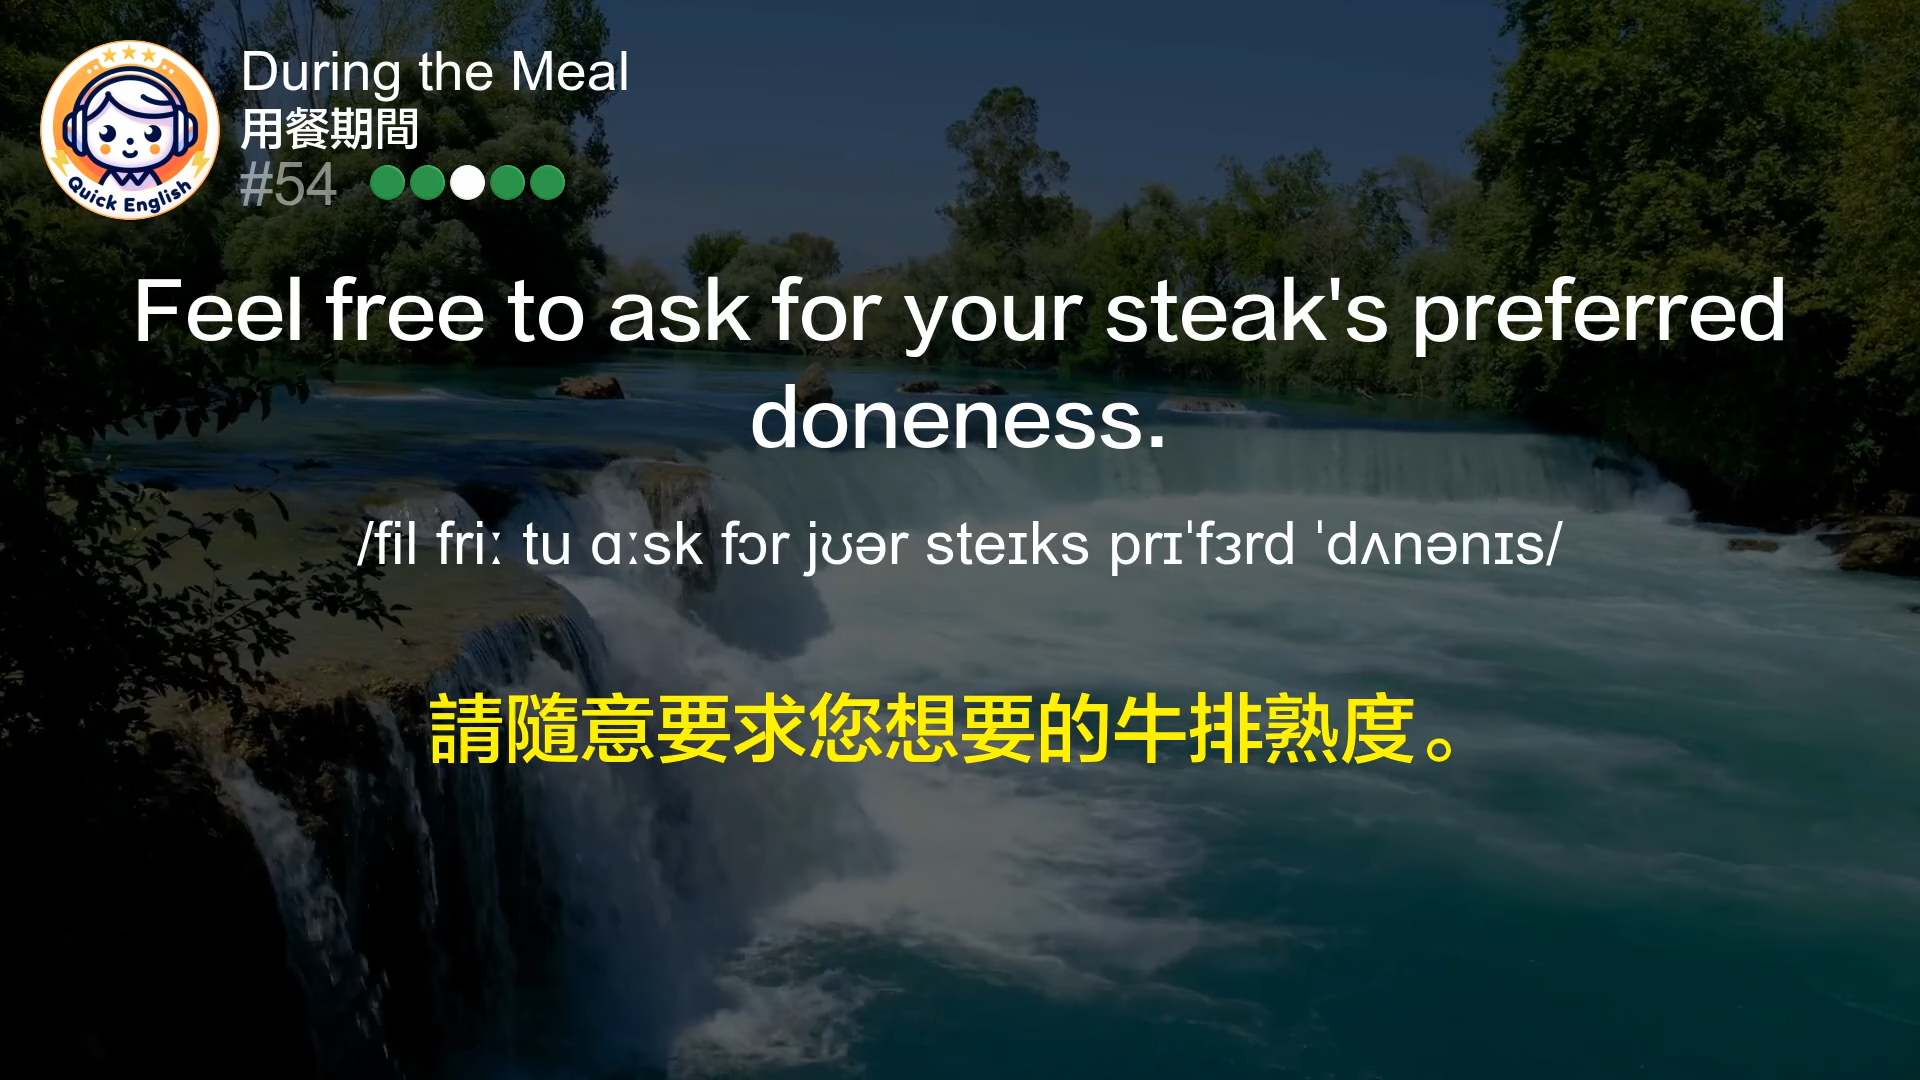 During the Meal
用餐期間
#54
Quick English
Feel free to ask for your steak's preferred
doneness.
/fil friː tu ɑːsk fɔr jʊər steɪks prɪˈfɜrd ˈdʌnənɪs/
請隨意要求您想要的牛排熟度。